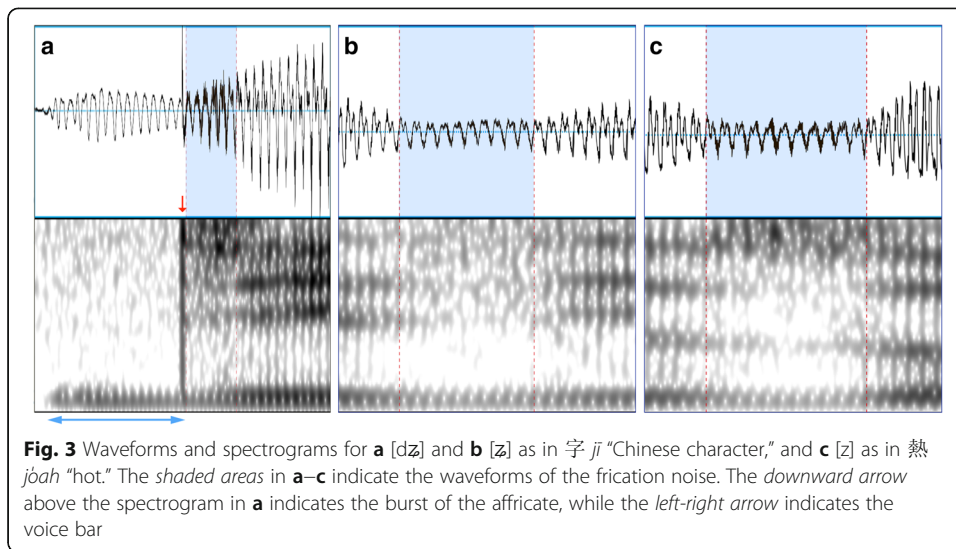 a
b
c
Fig. 3 Waveforms and spectrograms for a [dʑ] and b [ʑ] as in 字 jī “Chinese character,” and c [z] as in 熱
jo̍ah “hot.” The shaded areas in a–c indicate the waveforms of the frication noise. The downward arrow
above the spectrogram in a indicates the burst of the affricate, while the left-right arrow indicates the
voice bar